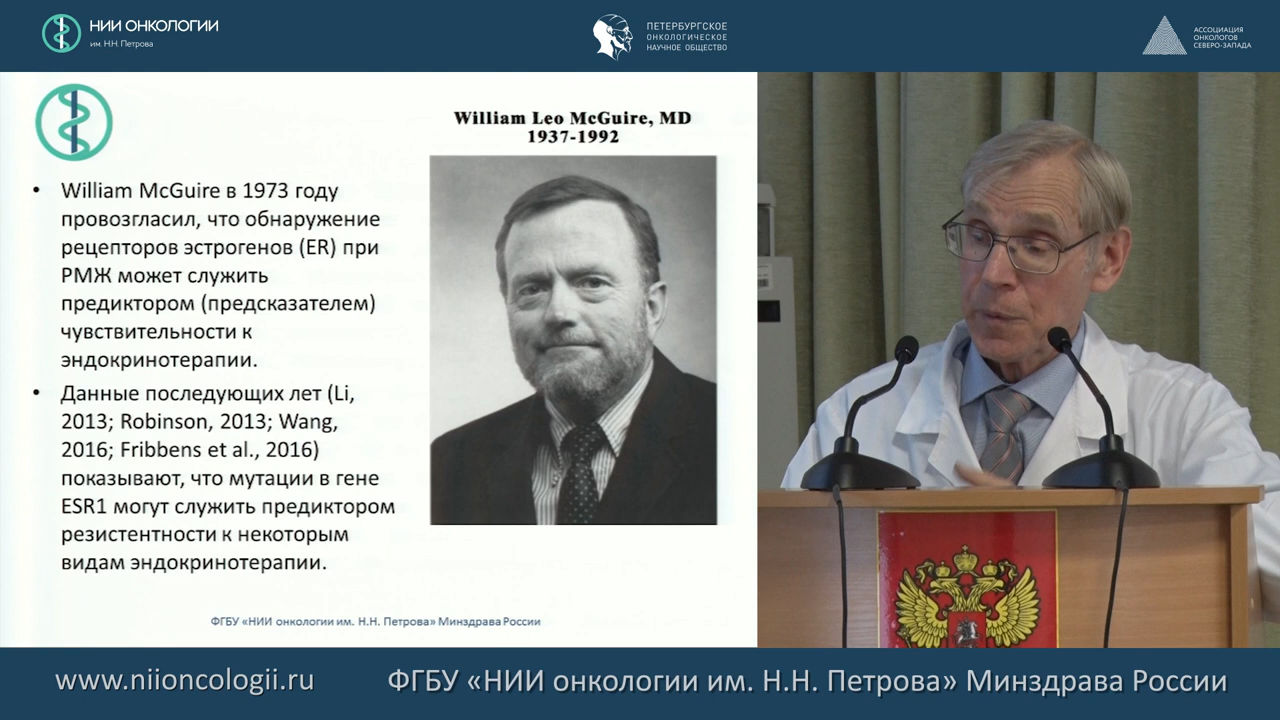 НИИ ОНКОЛОГИИ
им. Н.Н. Петрова
ПЕТЕРБУРГСКОЕ
ОНКОЛОГИЧЕСКОЕ
НАУЧНОЕ ОБЩЕСТВО
АССОЦИАЦИЯ
ОНКОЛОГОВ
СЕВЕРО-ЗАПАДА
William Leo McGuire, MD
1937-1992
• William McGuire в 1973 году
провозгласил, что обнаружение
рецепторов эстрогенов (ER) при
РМЖ может служить
предиктором (предсказателем)
чувствительности к
эндокринотерапии.
• Данные последующих лет (Li,
2013; Robinson, 2013; Wang,
2016; Fribbens et al., 2016)
показывают, что мутации в гене
ESR1 могут служить предиктором
резистентности к некоторым
видам эндокринотерапии.
ФГБУ «НИИ онкологии им. Н.Н. Петрова» Минздрава России
www.niioncologii.ru
ФГБУ «НИИ онкологии им. Н.Н. Петрова» Минздрава России